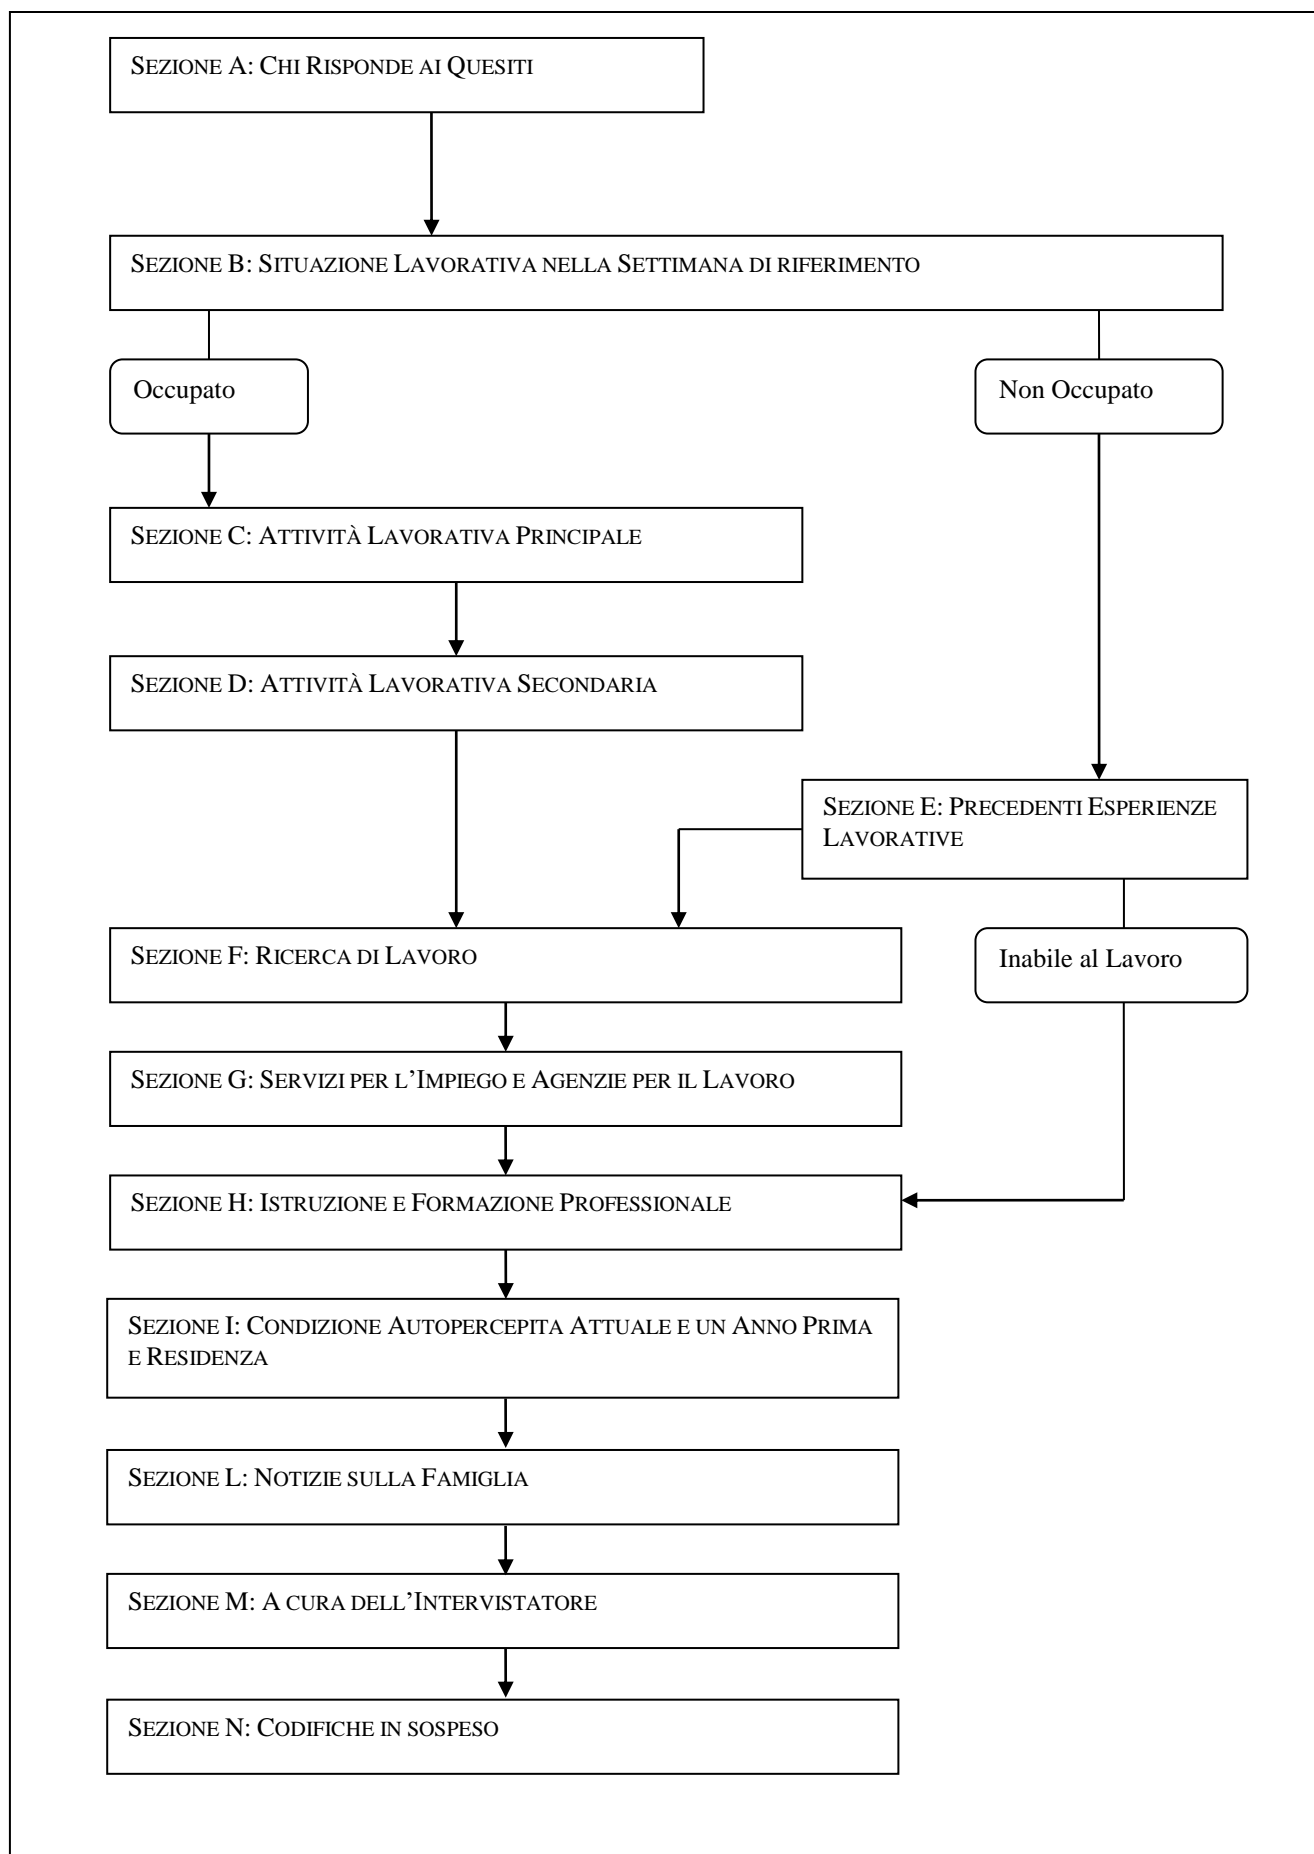 SEZIONE A: CHI RISPONDE AI QUESITI
SEZIONE B: SITUAZIONE LAVORATIVA NELLA SETTIMANA DI RIFERIMENTO
Occupato
Non Occupato
SEZIONE C: ATTIVITÀ LAVORATIVA PRINCIPALE
SEZIONE D: ATTIVITÀ LAVORATIVA SECONDARIA
SEZIONE E: PRECEDENTI ESPERIENZE
LAVORATIVE
SEZIONE F: RICERCA DI LAVORO
Inabile al Lavoro
SEZIONE G: SERVIZI PER L’IMPIEGO E AGENZIE PER IL LAVORO
SEZIONE H: ISTRUZIONE E FORMAZIONE PROFESSIONALE
SEZIONE I: CONDIZIONE AUTOPERCEPITA ATTUALE E UN ANNO PRIMA
E RESIDENZA
SEZIONE L: NOTIZIE SULLA FAMIGLIA
SEZIONE M: A CURA DELL’INTERVISTATORE
SEZIONE N: CODIFICHE IN SOSPESO